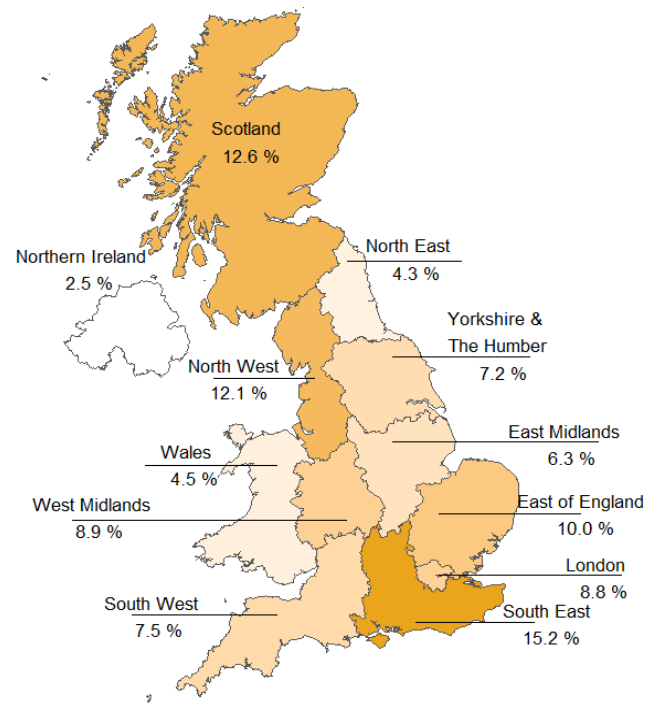 Scotland
12.6 %
North East
4.3 %
Northern Ireland
2.5 %
Yorkshire &
The Humber
7.2 %
North West
12.1 %
East Midlands
6.3 %
Wales
4.5 %
West Midlands
8.9 %
East of England
10.0 %
London
8.8 %
South West
7.5 %
South East
15.2 %